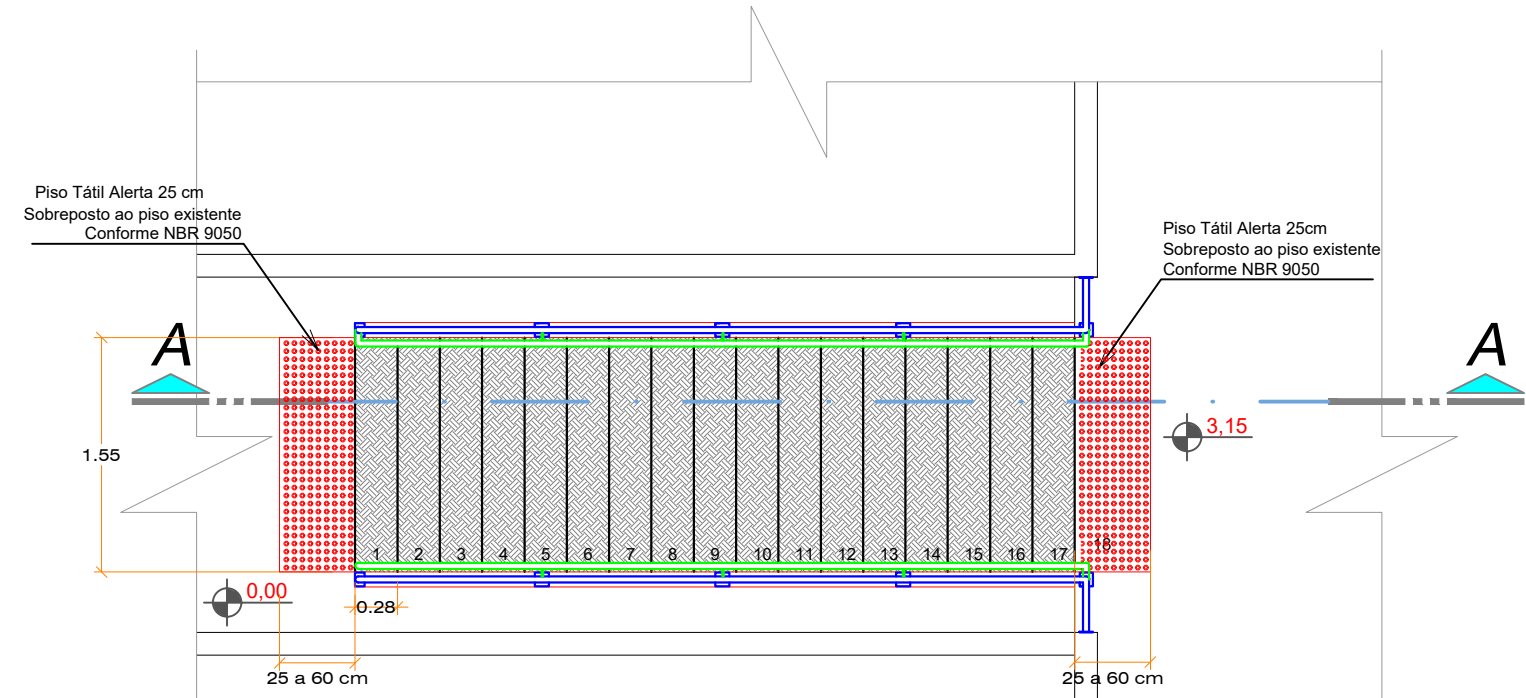 Piso Tátil Alerta 25 cm
Sobreposto ao piso existente
Conforme NBR 9050
Piso Tátil Alerta 25cm
Sobreposto ao piso existente
Conforme NBR 9050
A
A
3,15
1.55
1 2 3 4 5 6 7 8 9 10 11 12 13 14 15 16 17 18
0,00
0.28
25 a 60 cm
25 a 60 cm